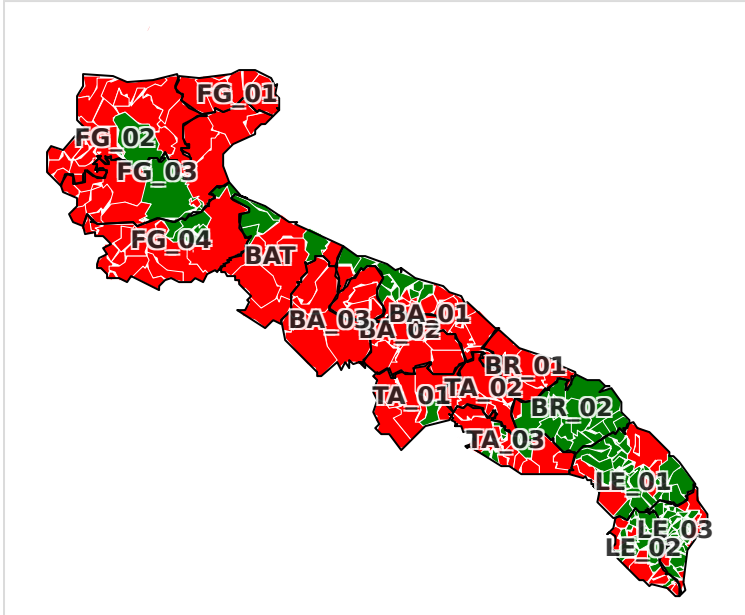 FG_01
FG_02
FG_03
FG_04
BAT
BA_01
BA_03
BA_02
BR_01
TA_02
TA_01
BR_02
TA_03
LE_01
LE_03
LE_02